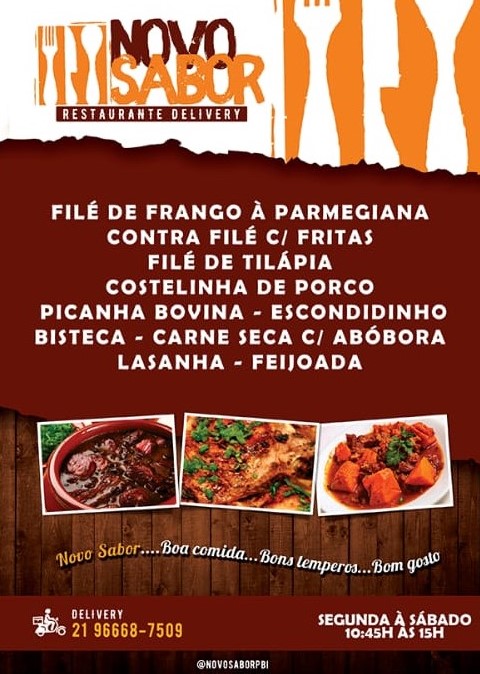 NOVO
SABOR
RESTAURANTE DELIVERY
FILÉ DE FRANGO À PARMEGIANA
CONTRA FILÉ C/ FRITAS
FILÉ DE TILÁPIA
COSTELINHA DE PORCO
PICANHA BOVINA - ESCONDIDINHO
BISTECA - CARNE SECA C/ ABÓBORA
LASANHA - FEIJOADA
Novo Sabor....Boa comida...Bons temperos...Bom gosto
DELIVERY
21 96668-7509
SEGUNDA À SÁBADO
10:45H ÀS 15H
@NOVOSABORPBI